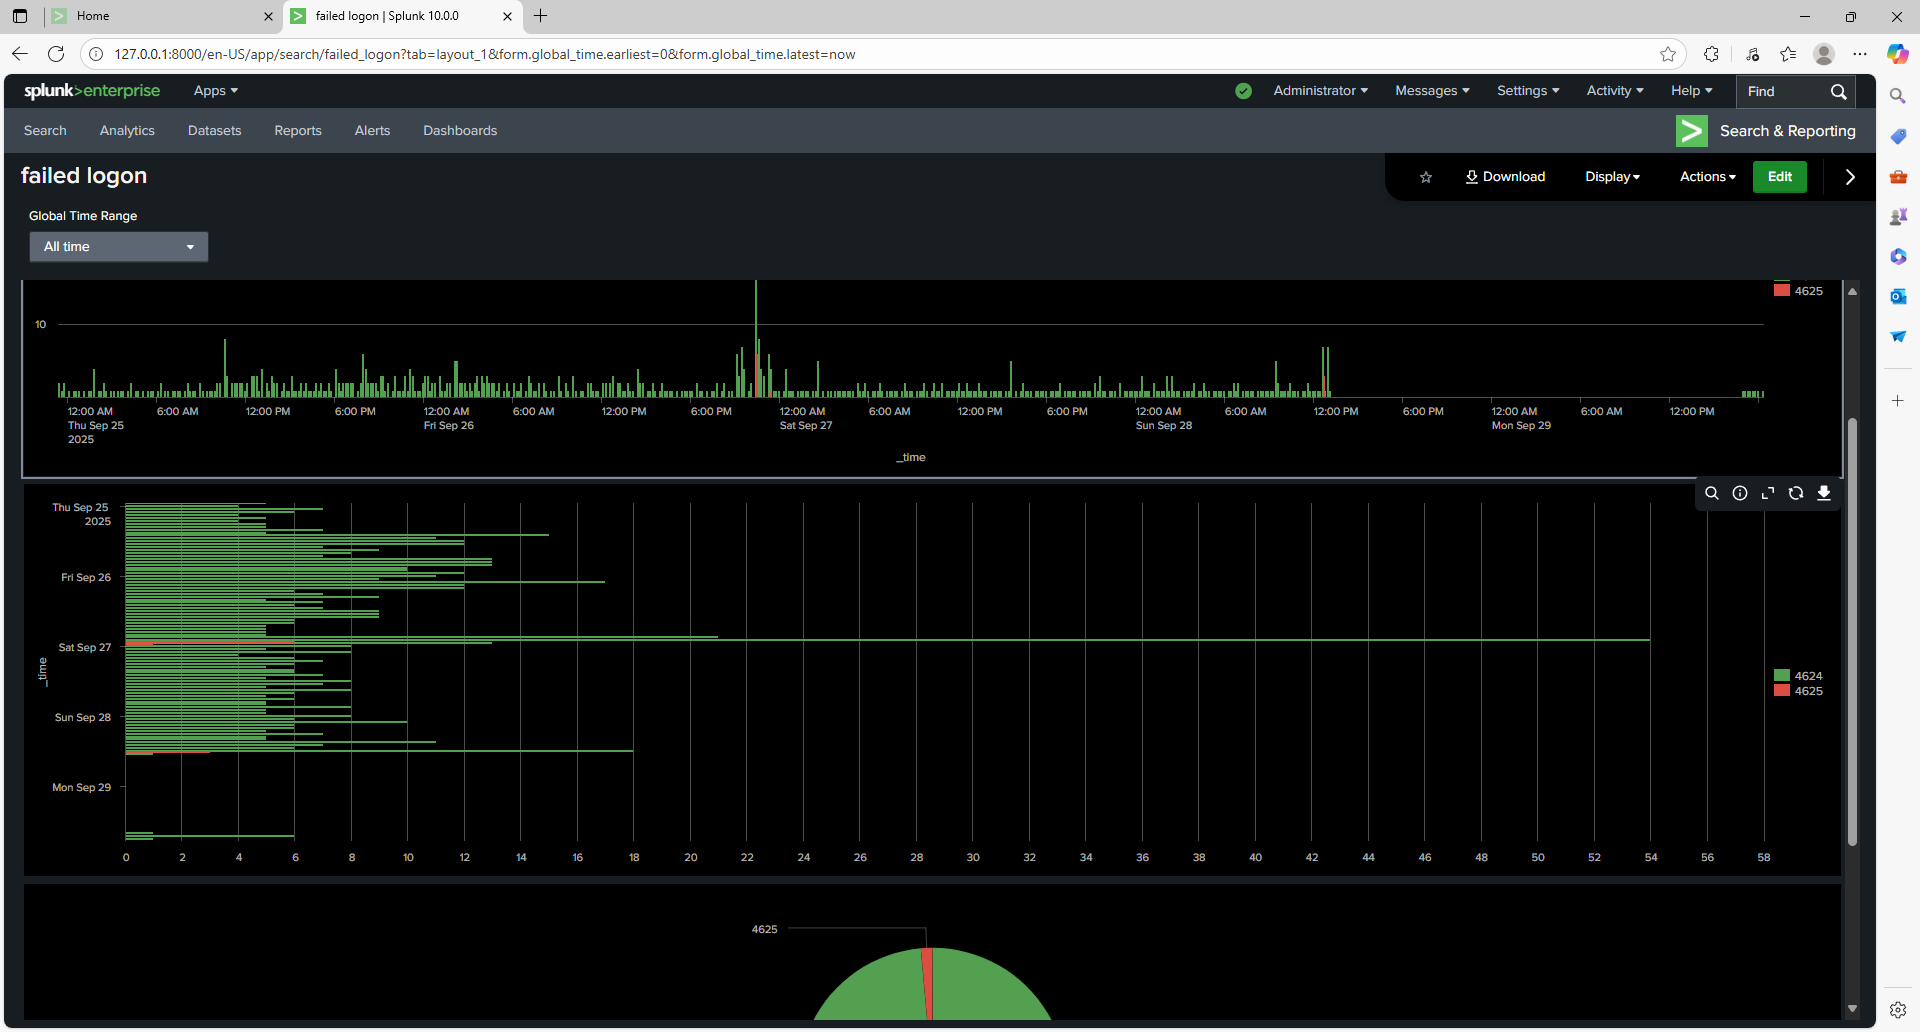 Home
failed logon | Splunk 10.0.0
127.0.0.1:8000/en-US/app/search/failed_logon?tab=layout_1&form.global_time.earliest=0&form.global_time.latest=now
splunk>enterprise Apps Administrator Messages Settings Activity Help Find
Search Analytics Datasets Reports Alerts Dashboards Search & Reporting
failed logon
Download Display Actions Edit
Global Time Range
All time
4625
10
12:00 AM 6:00 AM 12:00 PM 6:00 PM 12:00 AM 6:00 AM 12:00 PM 6:00 PM 12:00 AM 6:00 AM 12:00 PM 6:00 PM 12:00 AM 6:00 AM 12:00 PM 6:00 PM 12:00 AM 6:00 AM 12:00 PM
Thu Sep 25 Fri Sep 26 Sat Sep 27 Sun Sep 28 Mon Sep 29
2025
_time
Thu Sep 25
2025
Fri Sep 26
Sat Sep 27
_time
4624
4625
Sun Sep 28
Mon Sep 29
0 2 4 6 8 10 12 14 16 18 20 22 24 26 28 30 32 34 36 38 40 42 44 46 48 50 52 54 56 58
4625